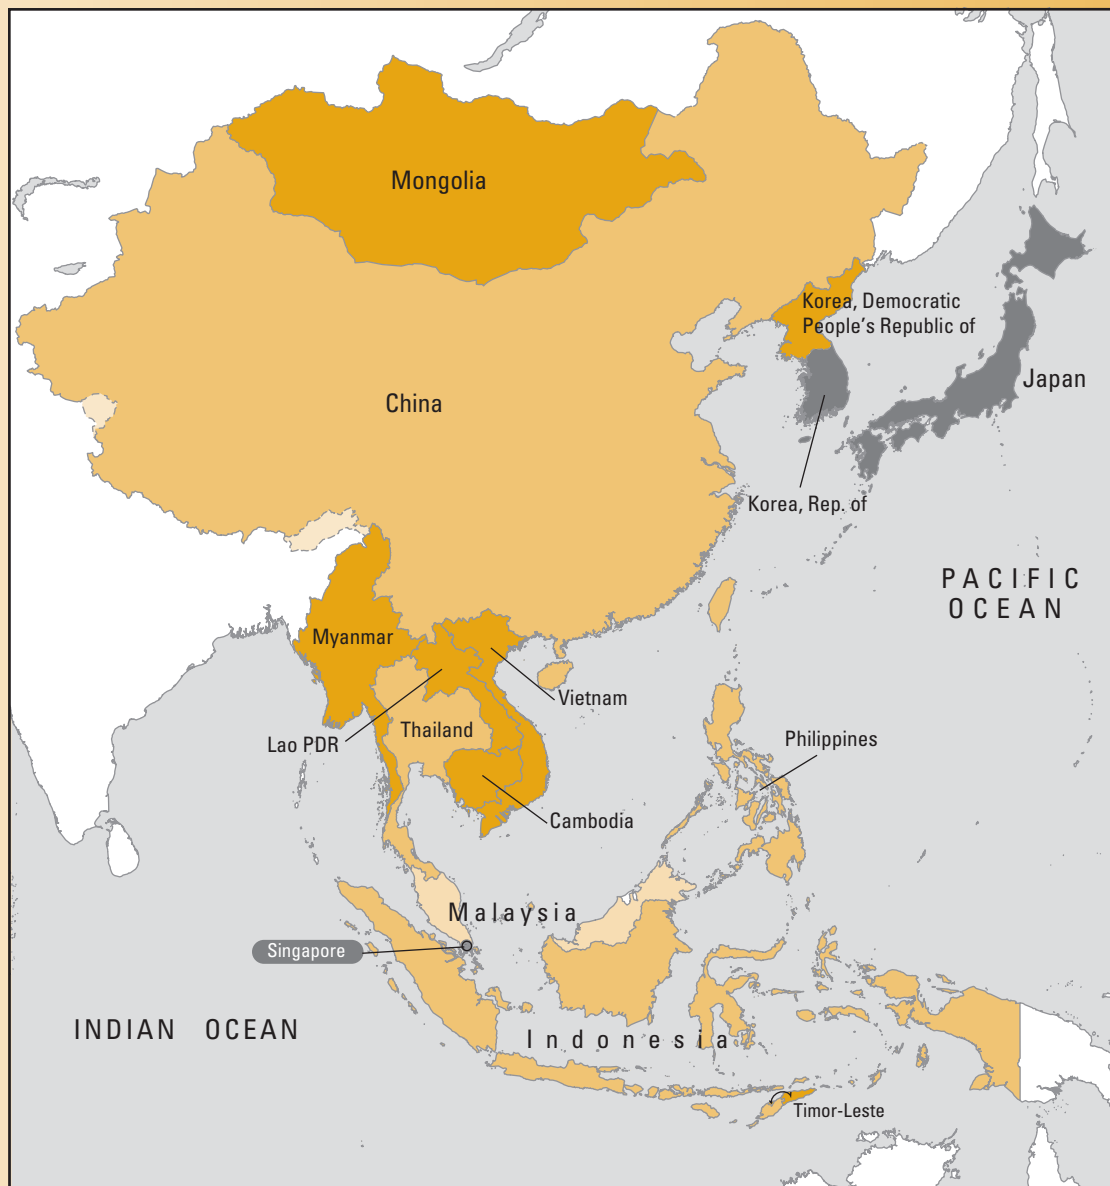 Mongolia
Korea, Democratic
People's Republic of
Japan
China
Korea, Rep. of
PACIFIC
OCEAN
Myanmar
Vietnam
Thailand
Lao PDR
Philippines
Cambodia
Malaysia
Singapore
INDIAN OCEAN
Indonesia
Timor-Leste